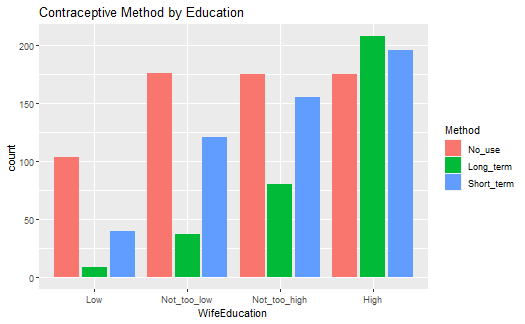 Contraceptive Method by Education
200
150
100
50
0
count
Low Not_too_low Not_too_high High
WifeEducation
Method
No_use
Long_term
Short_term